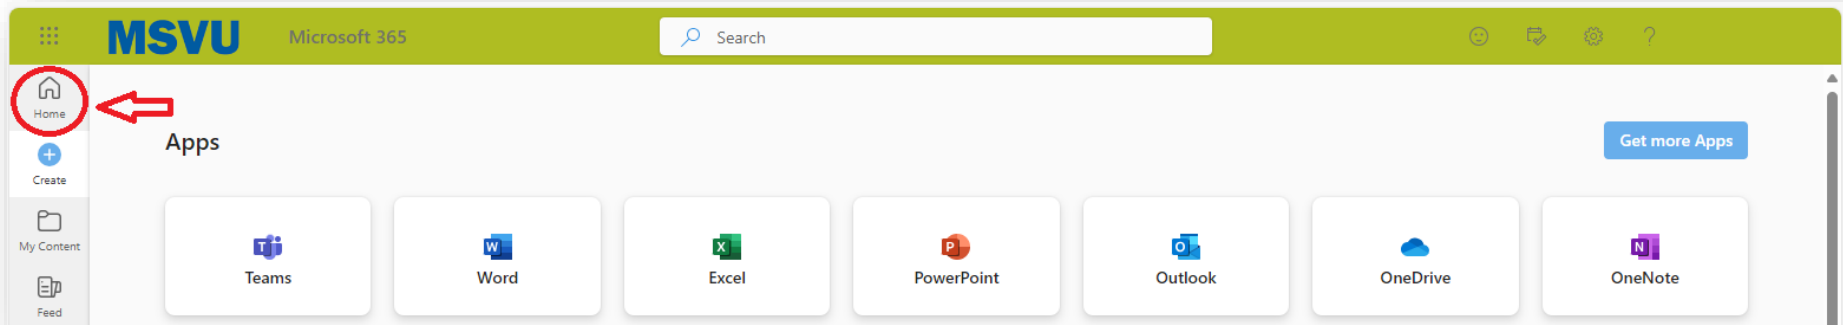 MSVU
Microsoft 365
Search
?
Home
Create
My Content
Feed
Apps
Get more Apps
Teams
Word
Excel
PowerPoint
Outlook
OneDrive
OneNote